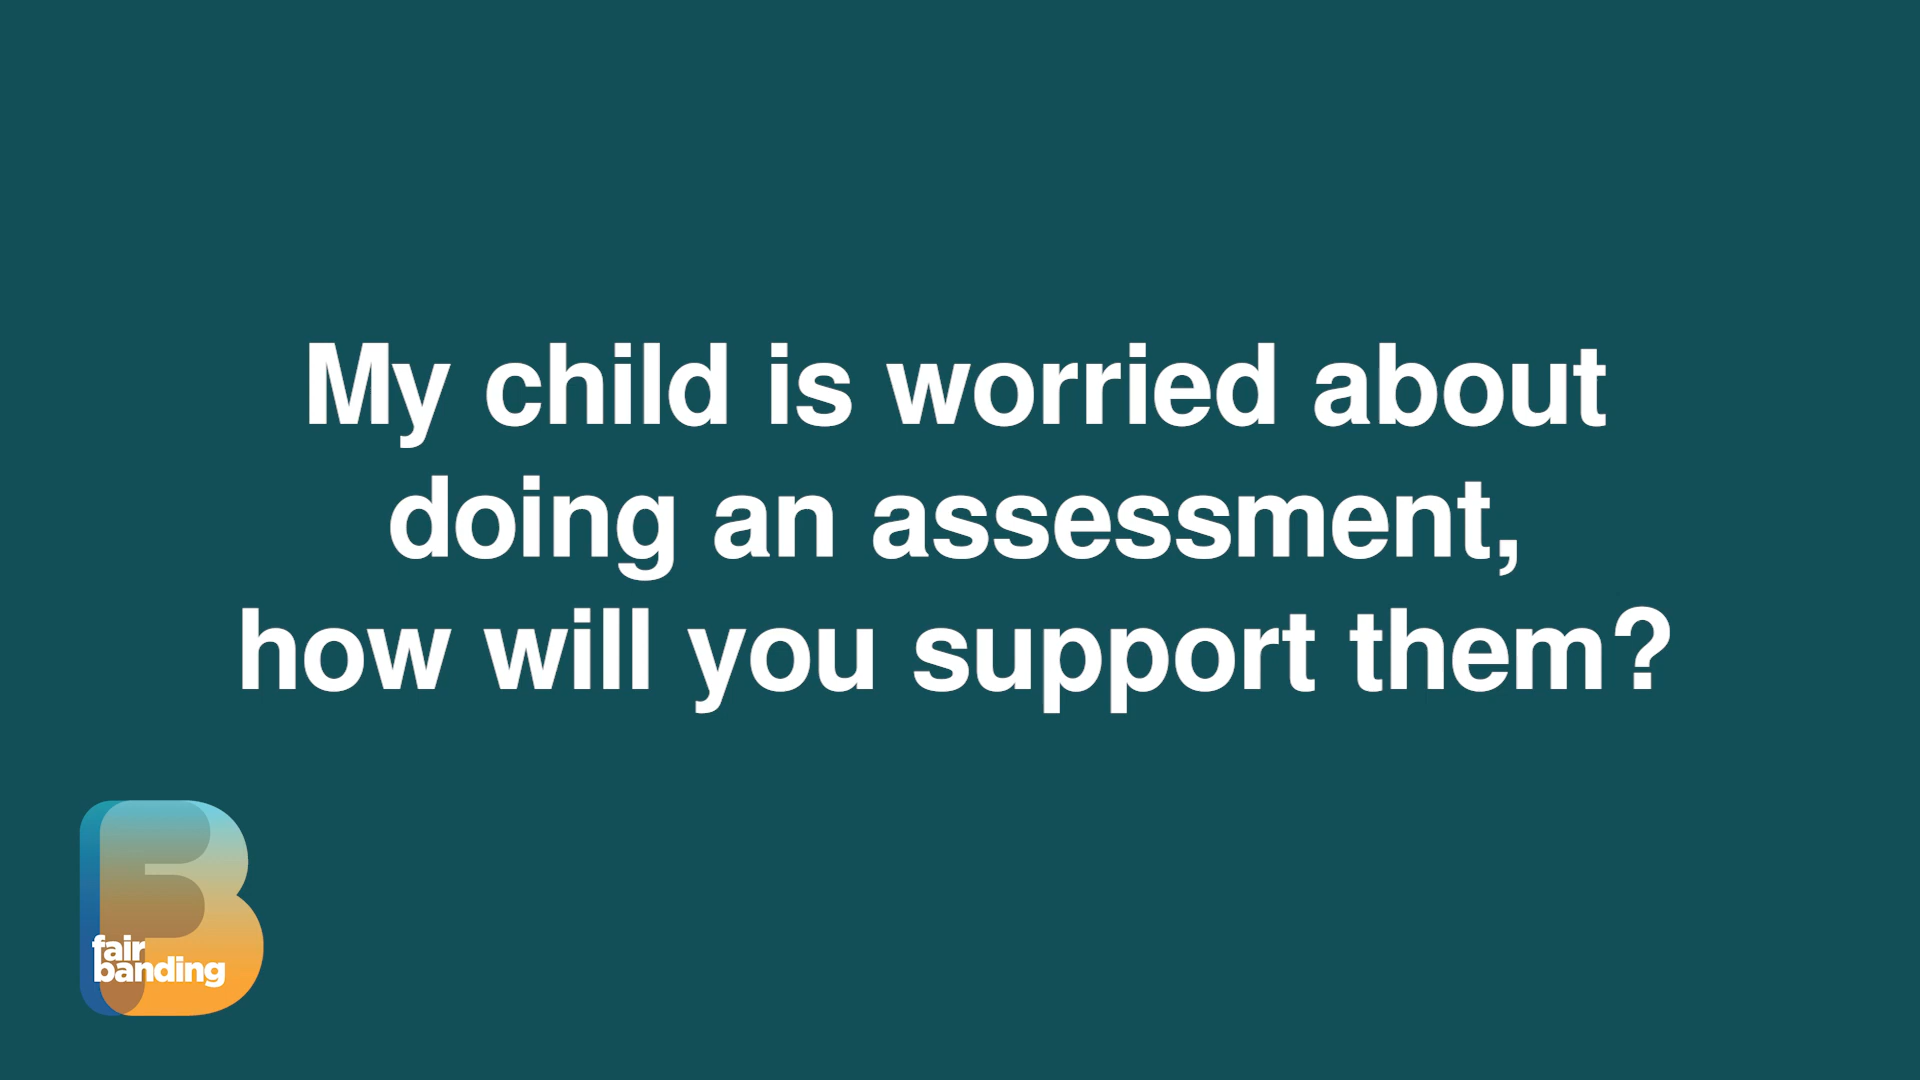 My child is worried about
doing an assessment,
how will you support them?
fair
banding